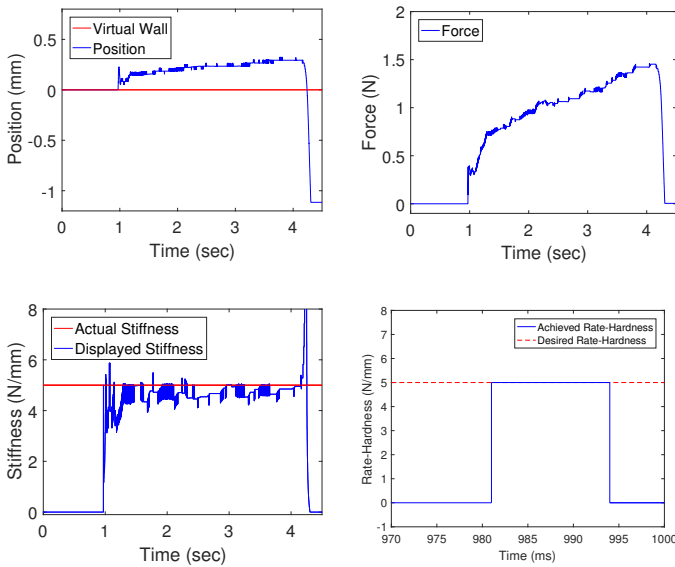 Virtual Wall
Position
0.5
0
-0.5
-1
Position (mm)
0 1 2 3 4
Time (sec)
Force
2
1.5
1
0.5
0
Force (N)
0 1 2 3 4
Time (sec)
Actual Stiffness
Displayed Stiffness
8
6
4
2
0
Stiffness (N/mm)
0 1 2 3 4
Time (sec)
Achieved Rate-Hardness
Desired Rate-Hardness
8
7
6
5
4
3
2
1
0
-1
Rate-Hardness (N/mm)
970 975 980 985 990 995 1000
Time (ms)